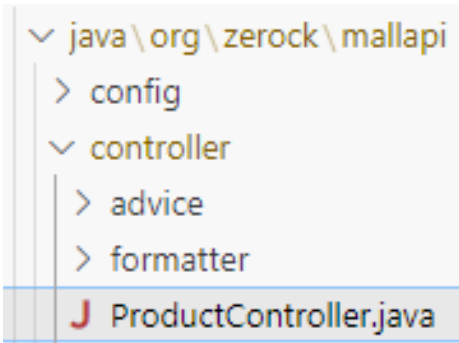 java\org\zerock\mallapi
config
controller
advice
formatter
J ProductController.java